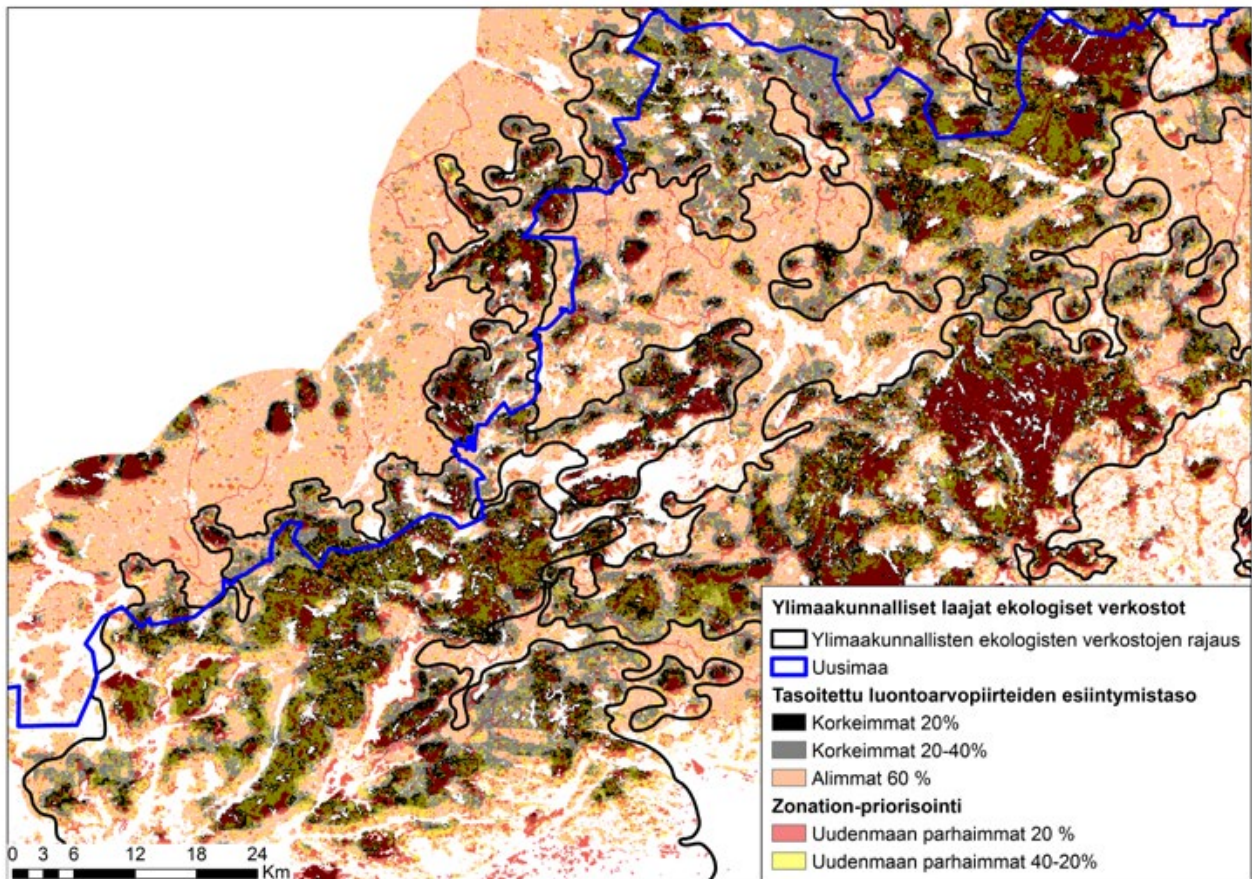 Ylimaakunnalliset laajat ekologiset verkostot
Ylimaakunnallisten ekologisten verkostojen rajaus
Uusimaa
Tasoitettu luontoarvopiirteiden esiintymistaso
Korkeimmat 20%
Korkeimmat 20-40%
Alimmat 60 %
Zonation-priorisointi
Uudenmaan parhaimmat 20 %
Uudenmaan parhaimmat 40-20%
0 3 6 12 18 24
Km